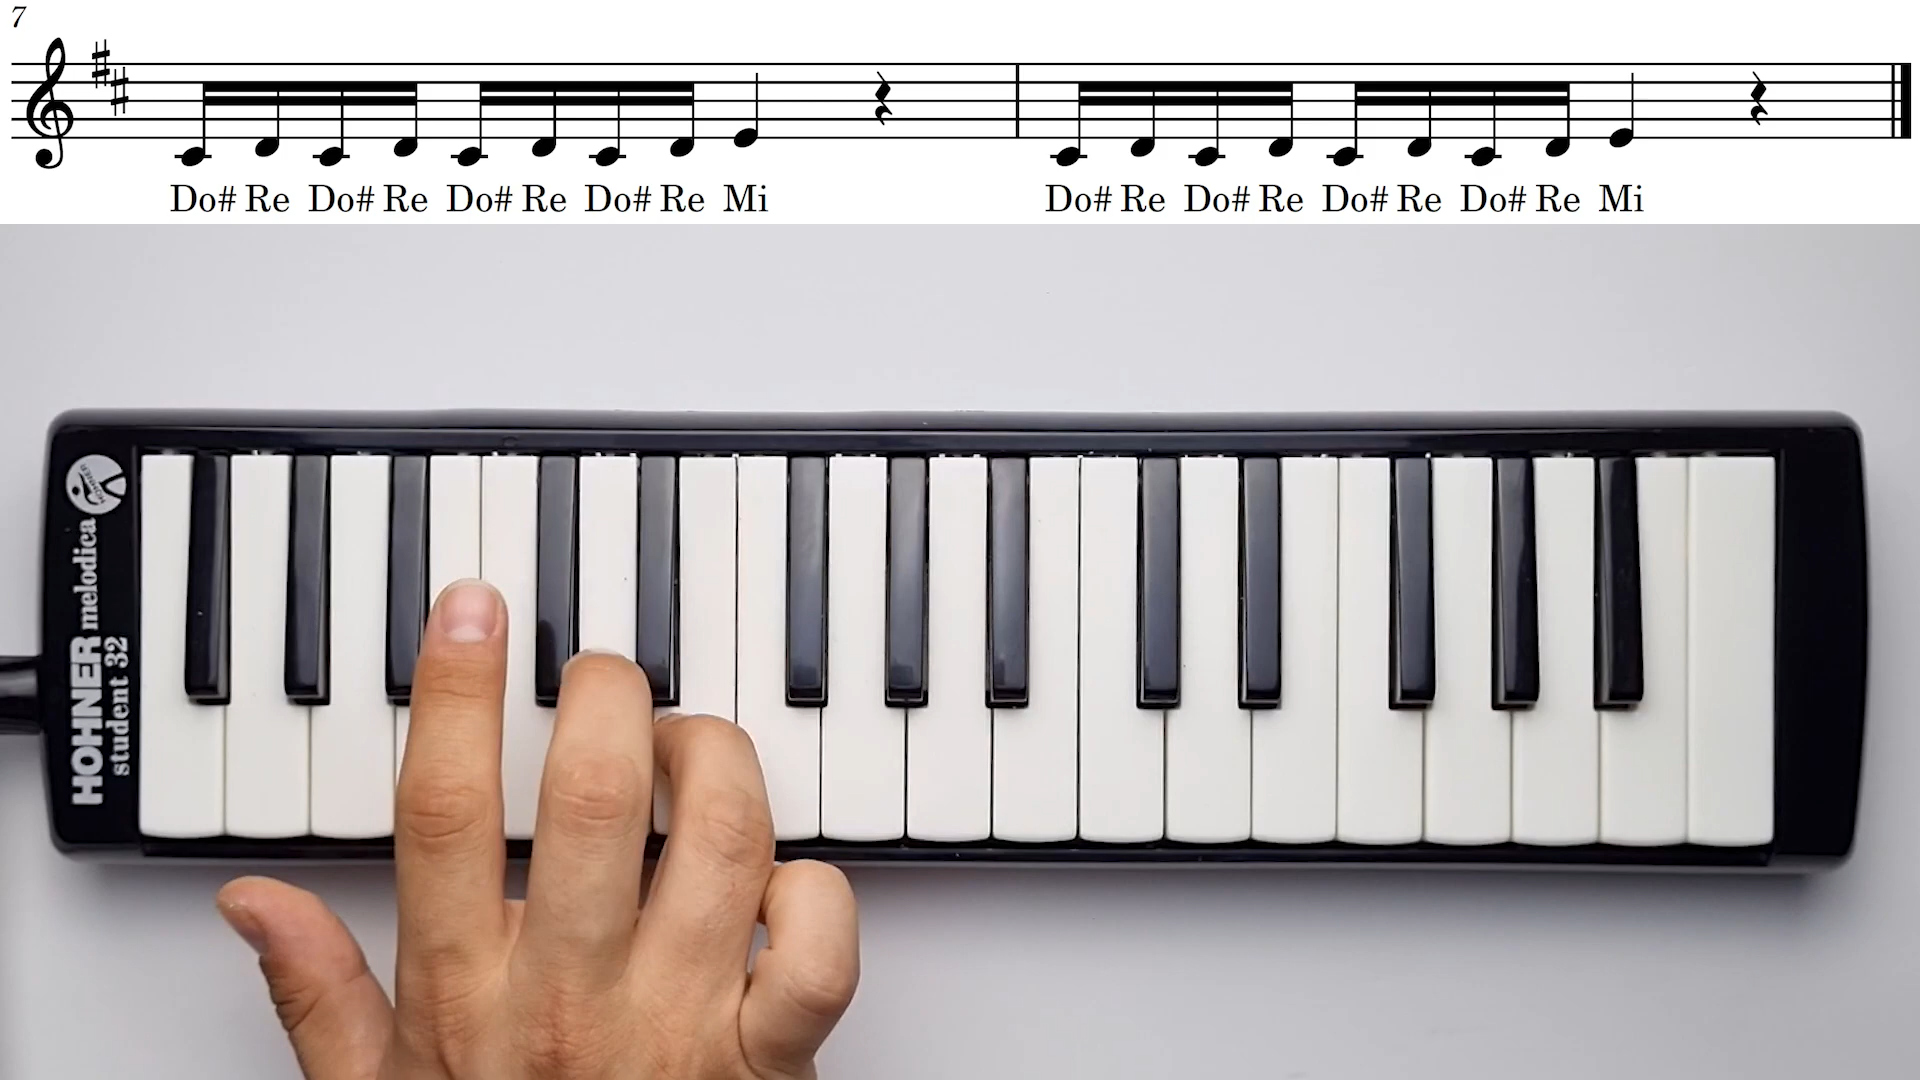 7
Do# Re Do# Re Do# Re Do# Re Mi Do# Re Do# Re Do# Re Do# Re Mi
HOHNER melodica
student 32
HOHNER